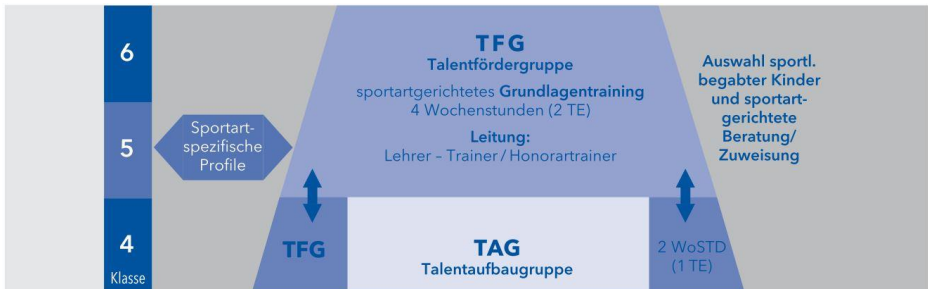 6
5
4
Klasse
Sportart-
spezifische
Profile
TFG
Talentfördergruppe
sportartgerichtetes Grundlagentraining
4 Wochenstunden (2 TE)
Leitung:
Lehrer – Trainer / Honorartrainer
Auswahl sportl.
begabter Kinder
und sportart-
gerichtete
Beratung/
Zuweisung
TFG
TAG
Talentaufbaugruppe
2 WoSTD
(1 TE)